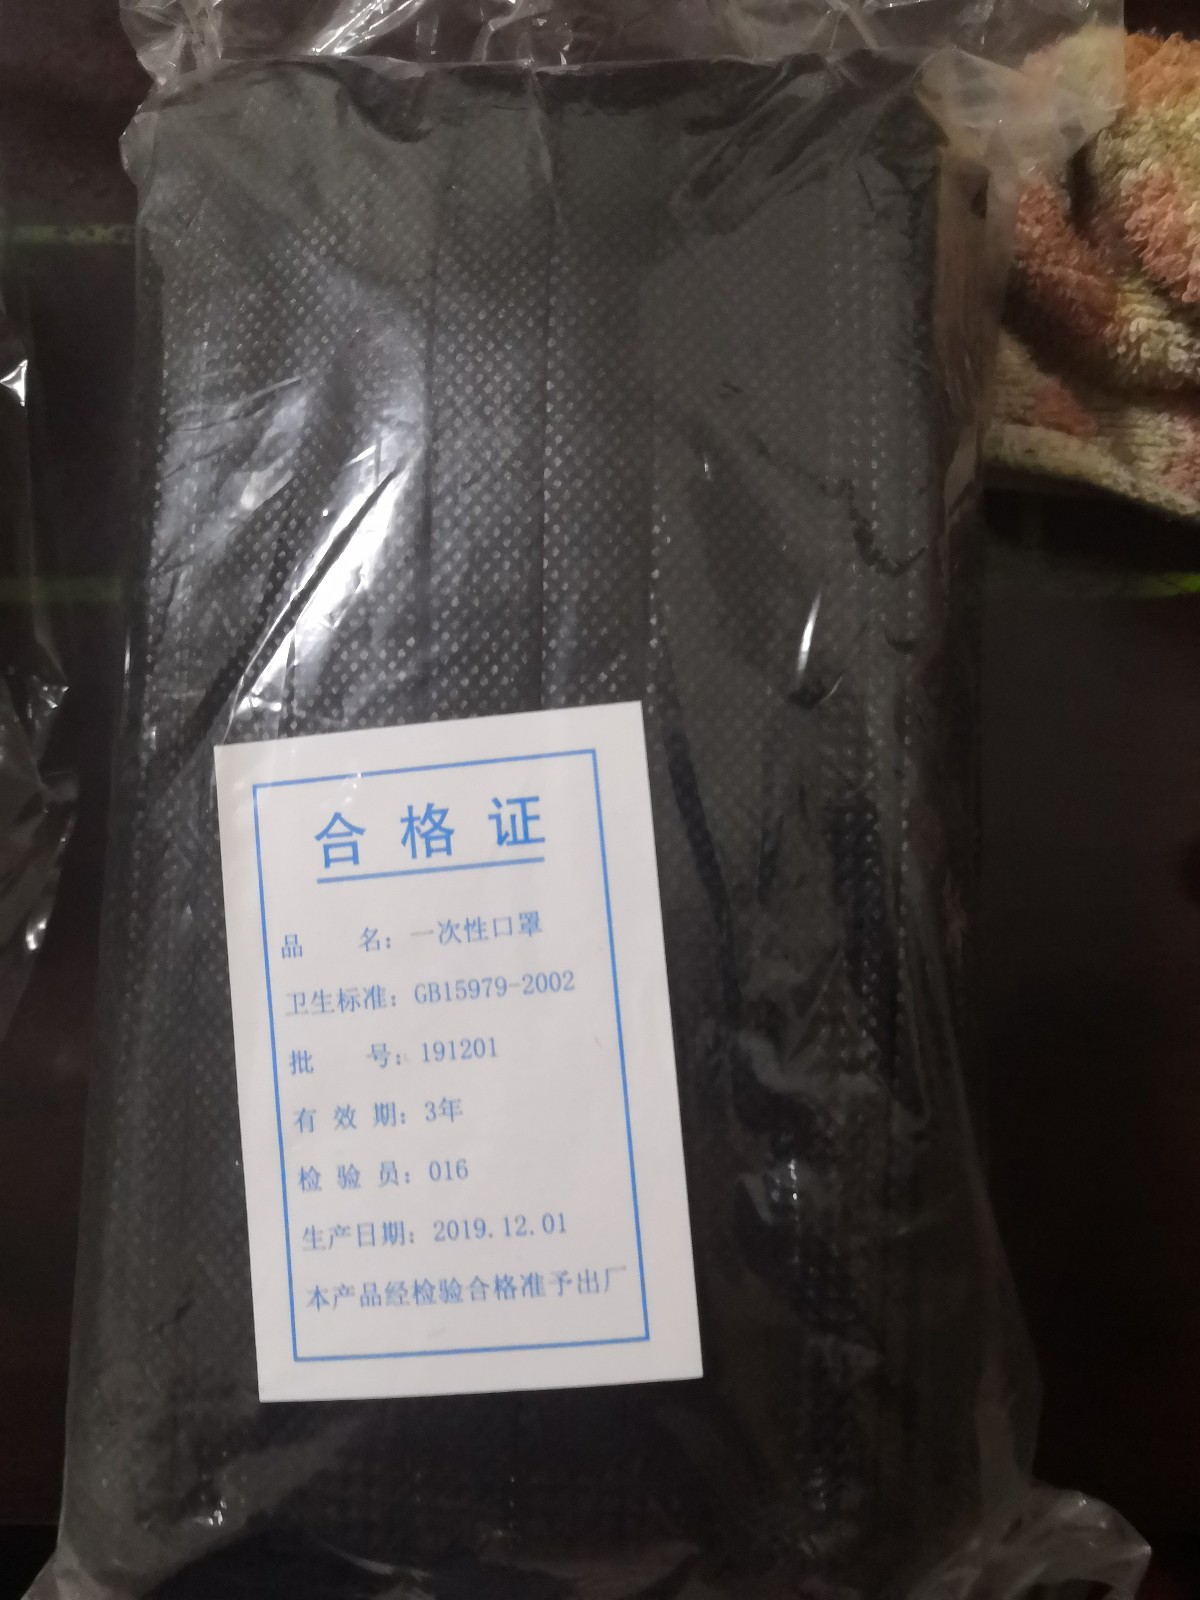 合格证
品 名：一次性口罩
卫生标准：GB15979-2002
批 号：191201
有 效 期：3年
检 验 员：016
生产日期：2019.12.01
本产品经检验合格准予出厂